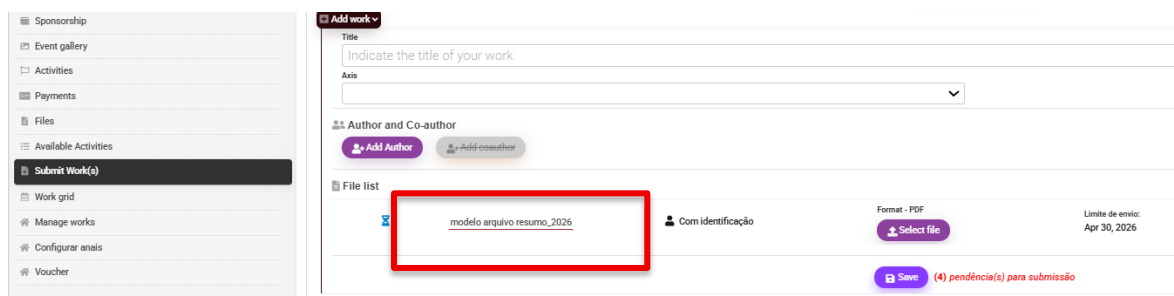 Sponsorship
Event gallery
Activities
Payments
Files
Available Activities
Submit Work(s)
Work grid
Manage works
Configurar anais
Voucher
Add work
Title
Indicate the title of your work
Axis
Author and Co-author
Add Author
Add coauthor
File list
modelo arquivo resumo_2026
Com identificação
Format - PDF
Select file
Limite de envio:
Apr 30, 2026
Save
(4) pendência(s) para submissão